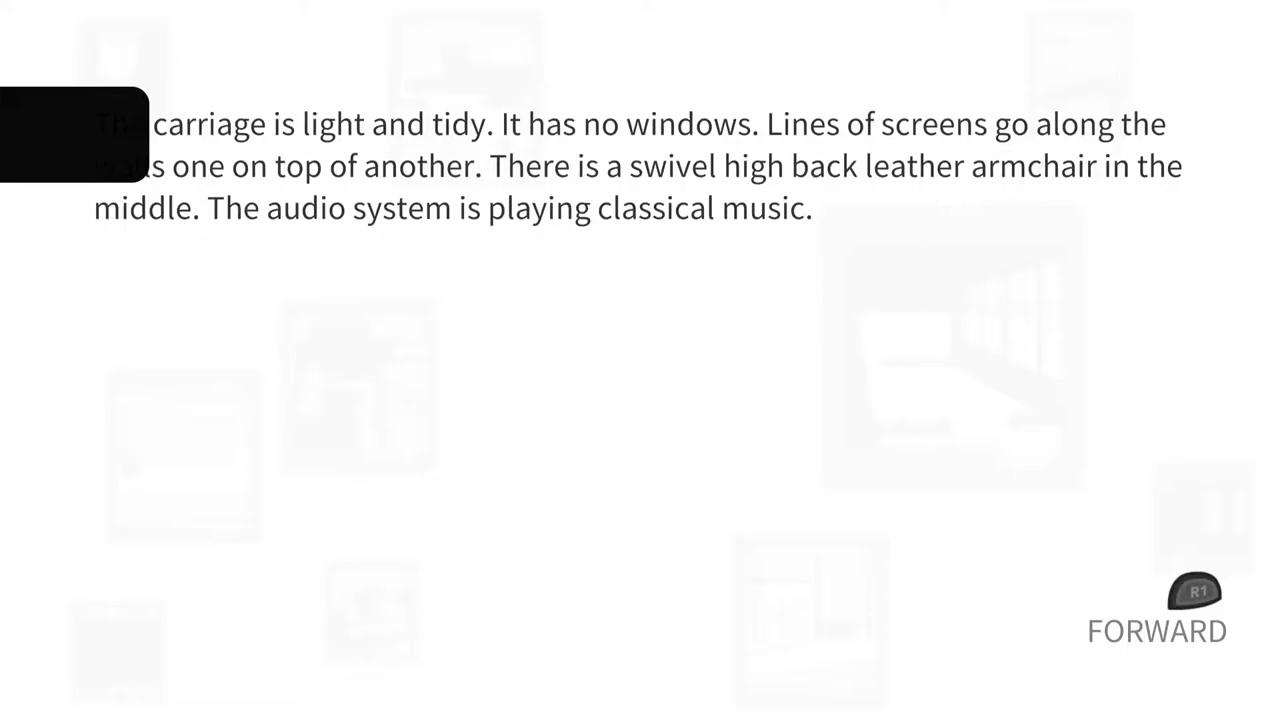 The carriage is light and tidy. It has no windows. Lines of screens go along the
walls one on top of another. There is a swivel high back leather armchair in the
middle. The audio system is playing classical music.
R1
FORWARD